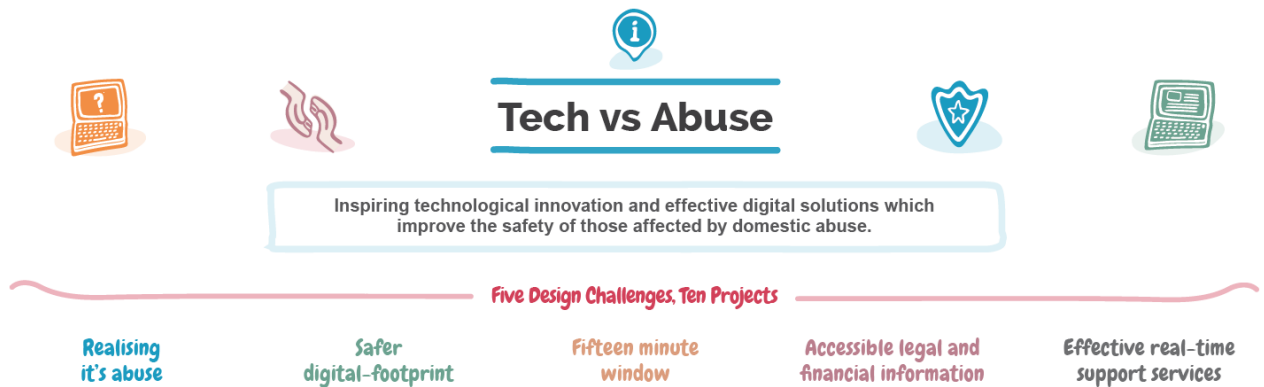 i
?
Tech vs Abuse
Inspiring technological innovation and effective digital solutions which
improve the safety of those affected by domestic abuse.
Five Design Challenges, Ten Projects
Realising
it's abuse
Safer
digital-footprint
Fifteen minute
window
Accessible legal and
financial information
Effective real-time
support services